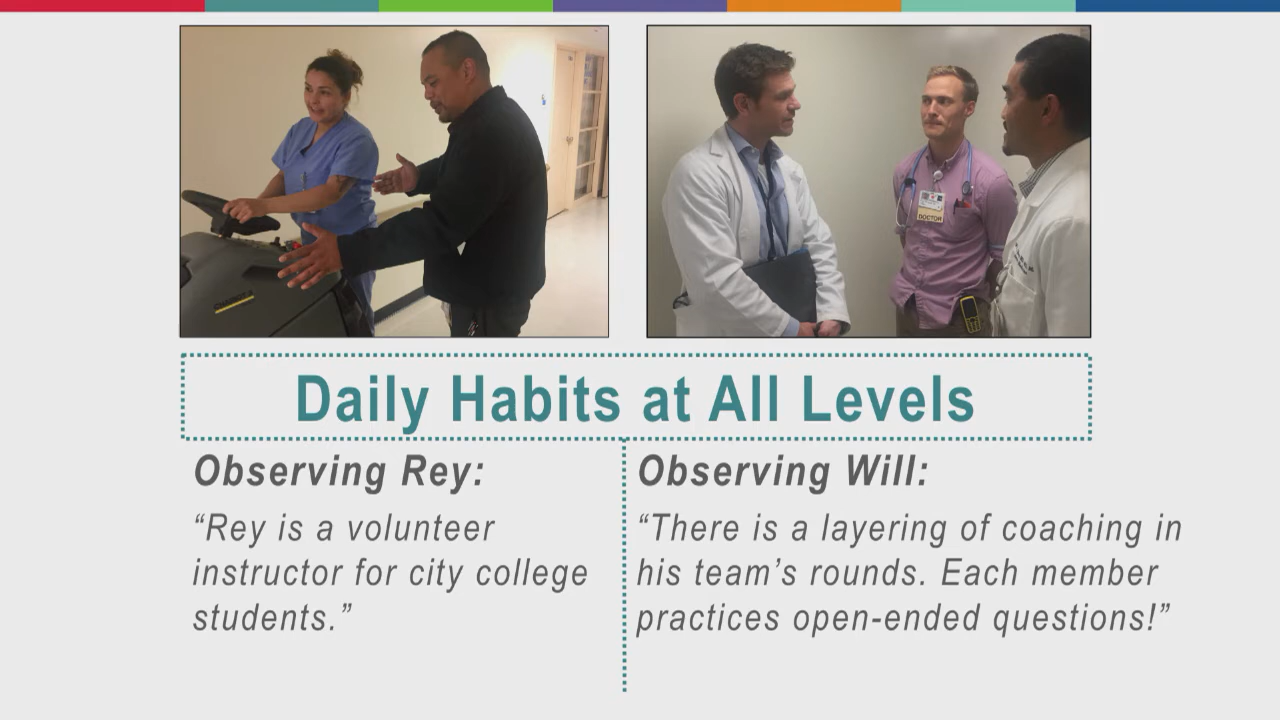 DOCTOR
Daily Habits at All Levels
Observing Rey:
“Rey is a volunteer
instructor for city college
students.”
Observing Will:
“There is a layering of coaching in
his team’s rounds. Each member
practices open-ended questions!”